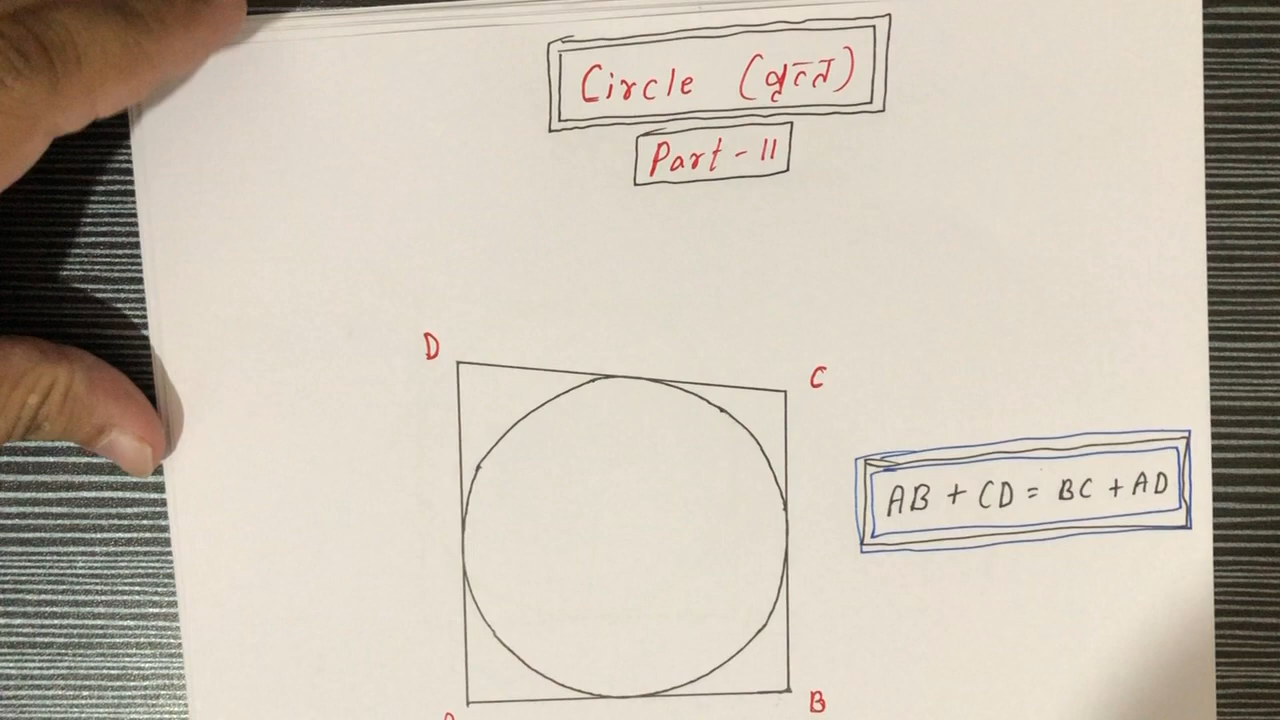 Circle (वृत्त)
Part - 11
D
C
AB + CD = BC + AD
B